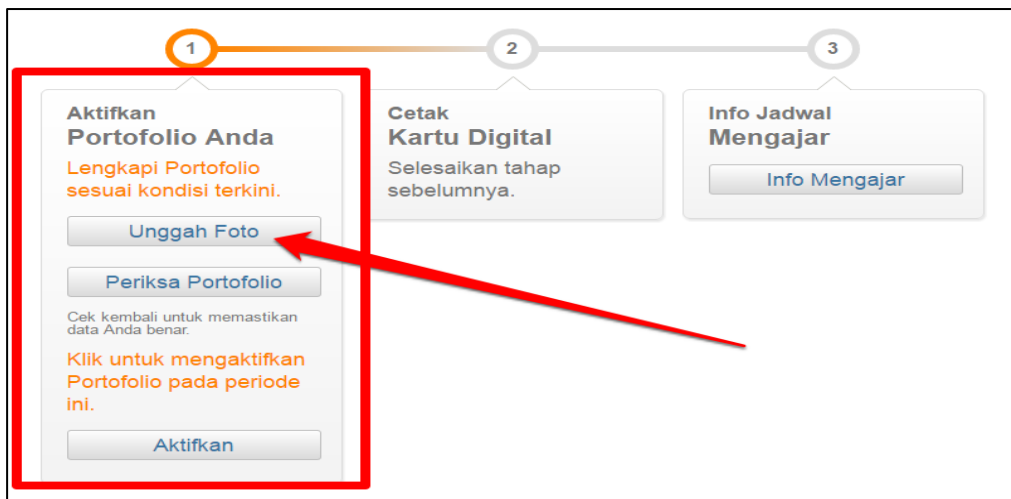 1
2
3
Aktifkan
Portofolio Anda
Lengkapi Portofolio
sesuai kondisi terkini.
Unggah Foto
Periksa Portofolio
Cek kembali untuk memastikan
data Anda benar.
Klik untuk mengaktifkan
Portofolio pada periode
ini.
Aktifkan
Cetak
Kartu Digital
Selesaikan tahap
sebelumnya.
Info Jadwal
Mengajar
Info Mengajar